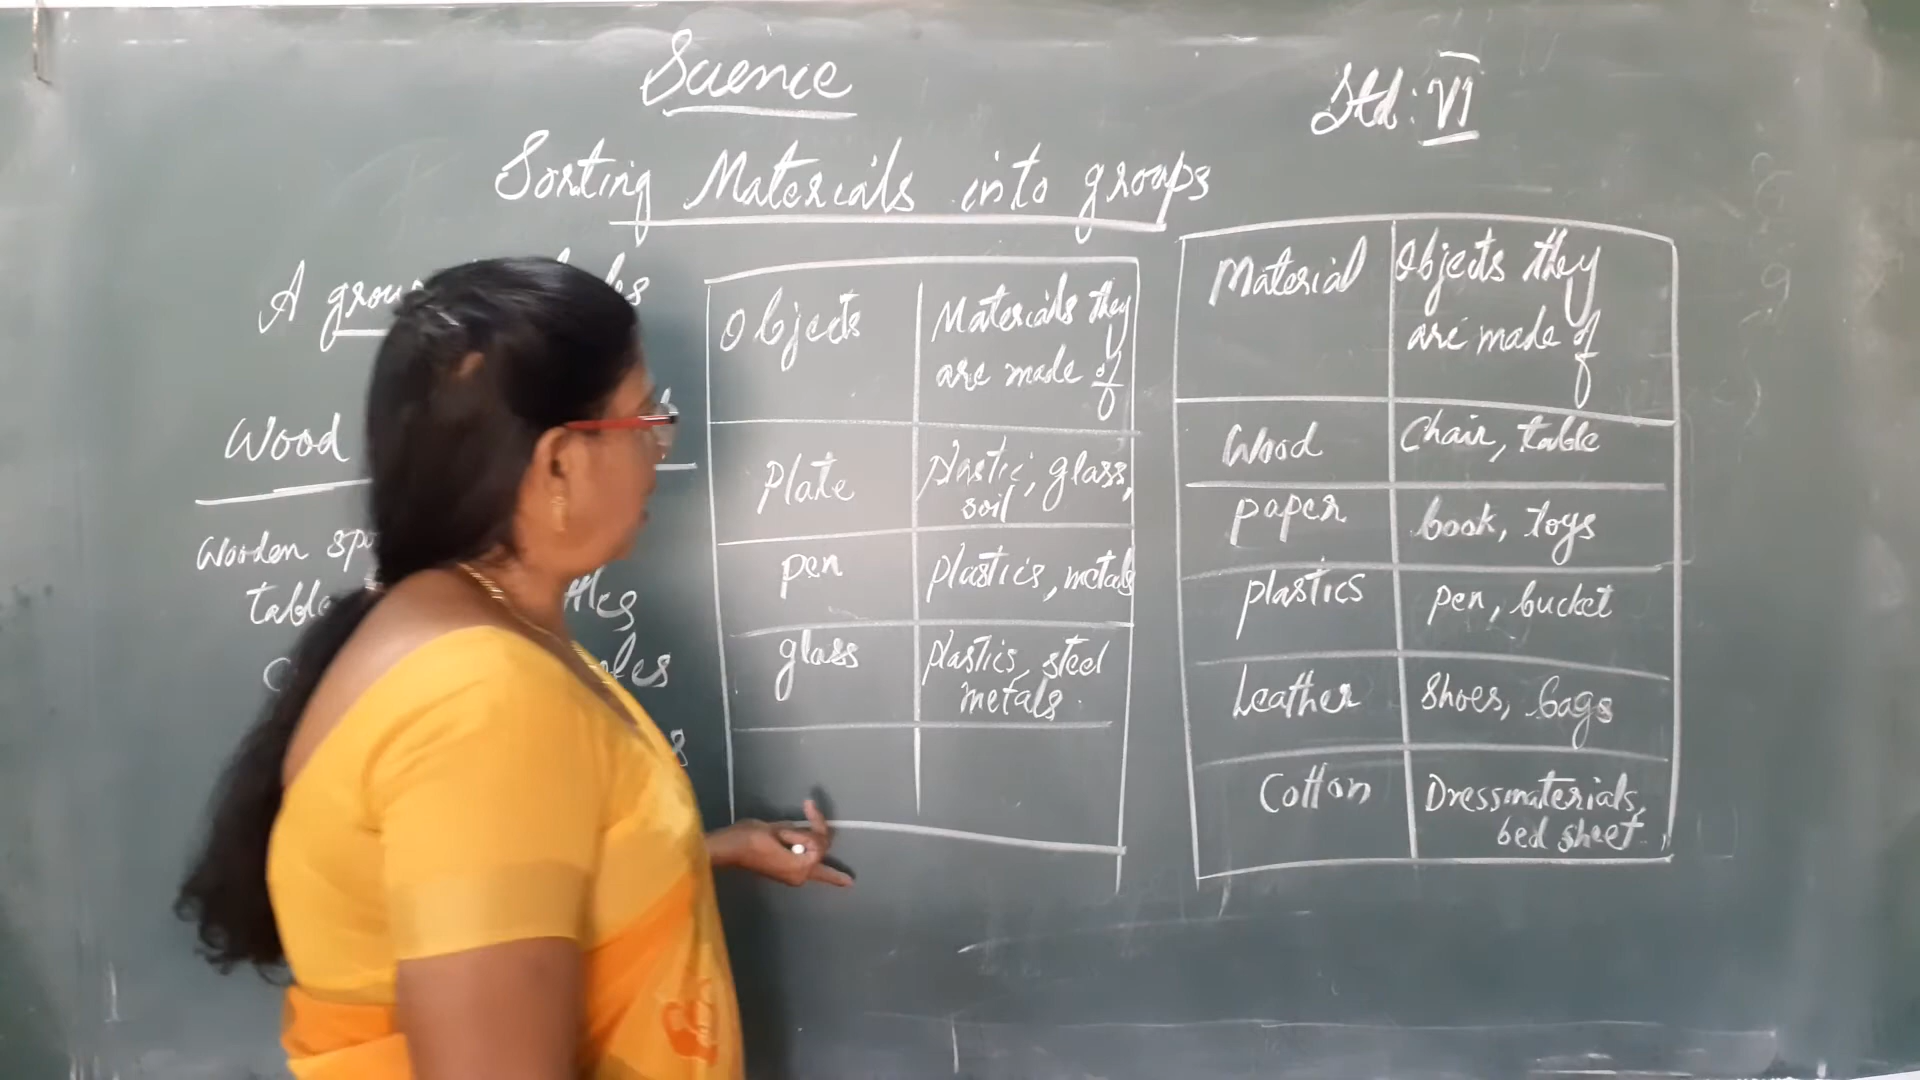 Science
Std: VI
Sorting Materials into groups
A
Wood
Wooden
table
Objects
Materials they
are made of
Plate
plastic, glass,
soil
pen
plastics, metals
glass
plastics, steel
metals.
Material
Objects they
are made of
Wood
Chair, table
paper
book, toys
plastics
pen, bucket
Leather
Shoes, bags
Cotton
Dressmaterials,
bed sheet.